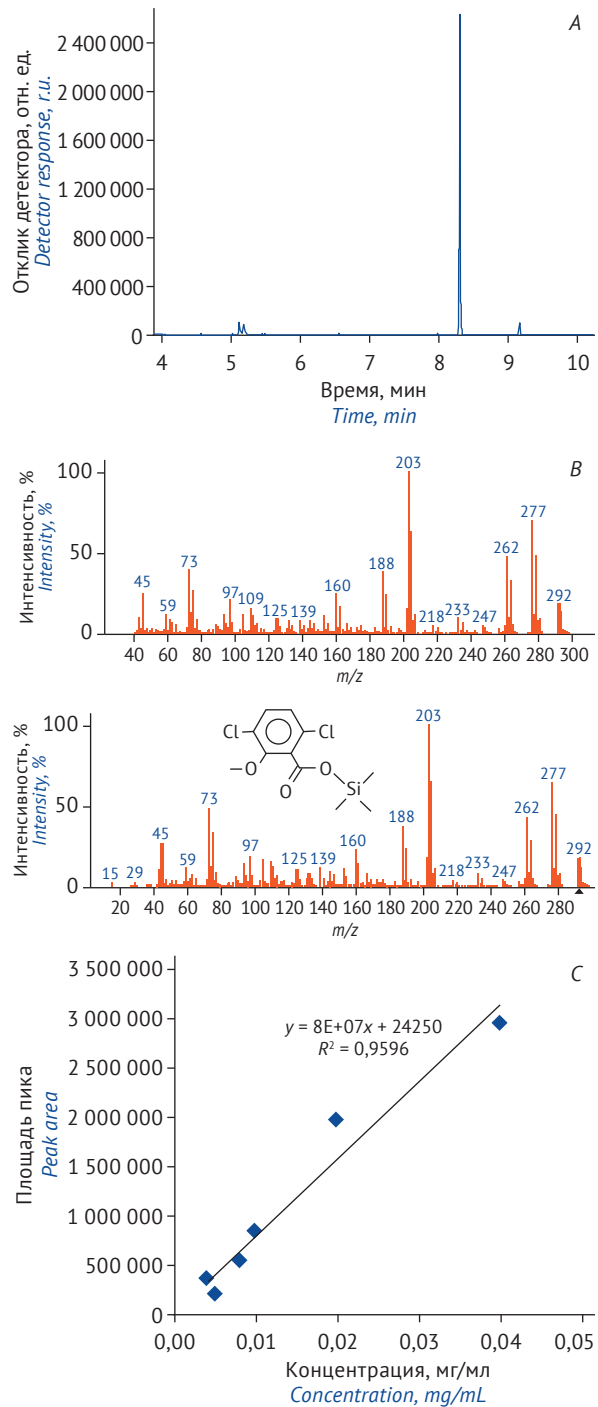 A
2 400 000
2 000 000
1 600 000
1 200 000
800 000
400 000
0
Отклик детектора, отн. ед.
Detector response, r.u.
4 5 6 7 8 9 10
Время, мин
Time, min
B
100
50
0
Интенсивность, %
Intensity, %
45 59 73 97 109 125 139 160 188 203 218 233 247 262 277 292
40 60 80 100 120 140 160 180 200 220 240 260 280 300
m/z
100
50
0
Интенсивность, %
Intensity, %
Cl Cl
O O Si
O
15 29 45 59 73 97 125 139 160 188 203 218 233 247 262 277 292
20 40 60 80 100 120 140 160 180 200 220 240 260 280
m/z
C
3 500 000
3 000 000
2 500 000
2 000 000
1 500 000
1 000 000
500 000
0
Площадь пика
Peak area
y = 8E+07x + 24250
R² = 0,9596
0,00 0,01 0,02 0,03 0,04 0,05
Концентрация, мг/мл
Concentration, mg/mL